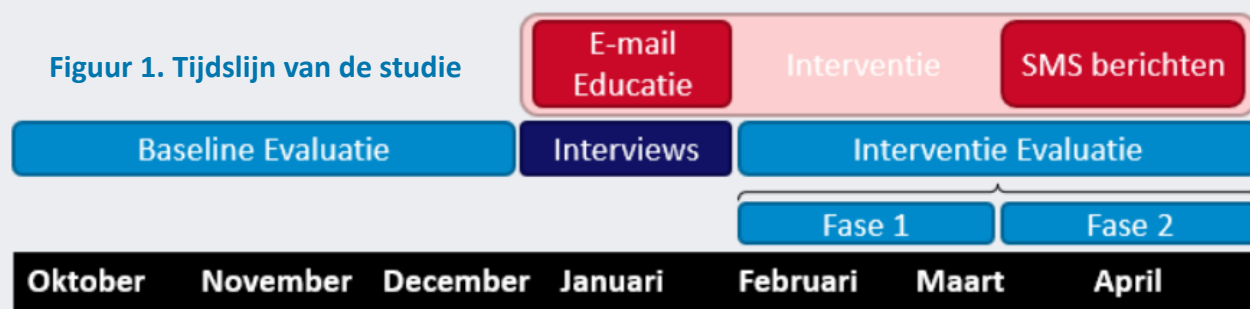 Figuur 1. Tijdslijn van de studie
E-mail
Educatie
Interventie
SMS berichten
Baseline Evaluatie
Interviews
Interventie Evaluatie
Fase 1
Fase 2
Oktober November December Januari Februari Maart April